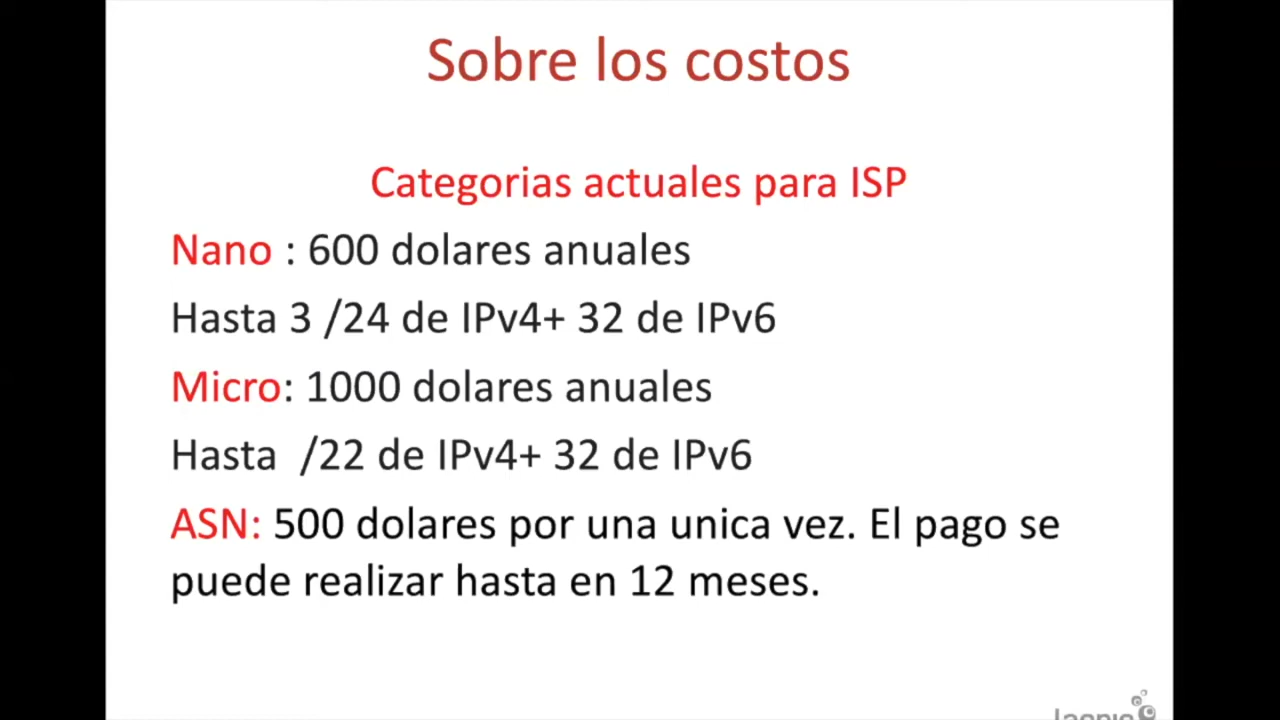 Sobre los costos
Categorias actuales para ISP
Nano : 600 dolares anuales
Hasta 3 /24 de IPv4+ 32 de IPv6
Micro: 1000 dolares anuales
Hasta /22 de IPv4+ 32 de IPv6
ASN: 500 dolares por una unica vez. El pago se
puede realizar hasta en 12 meses.